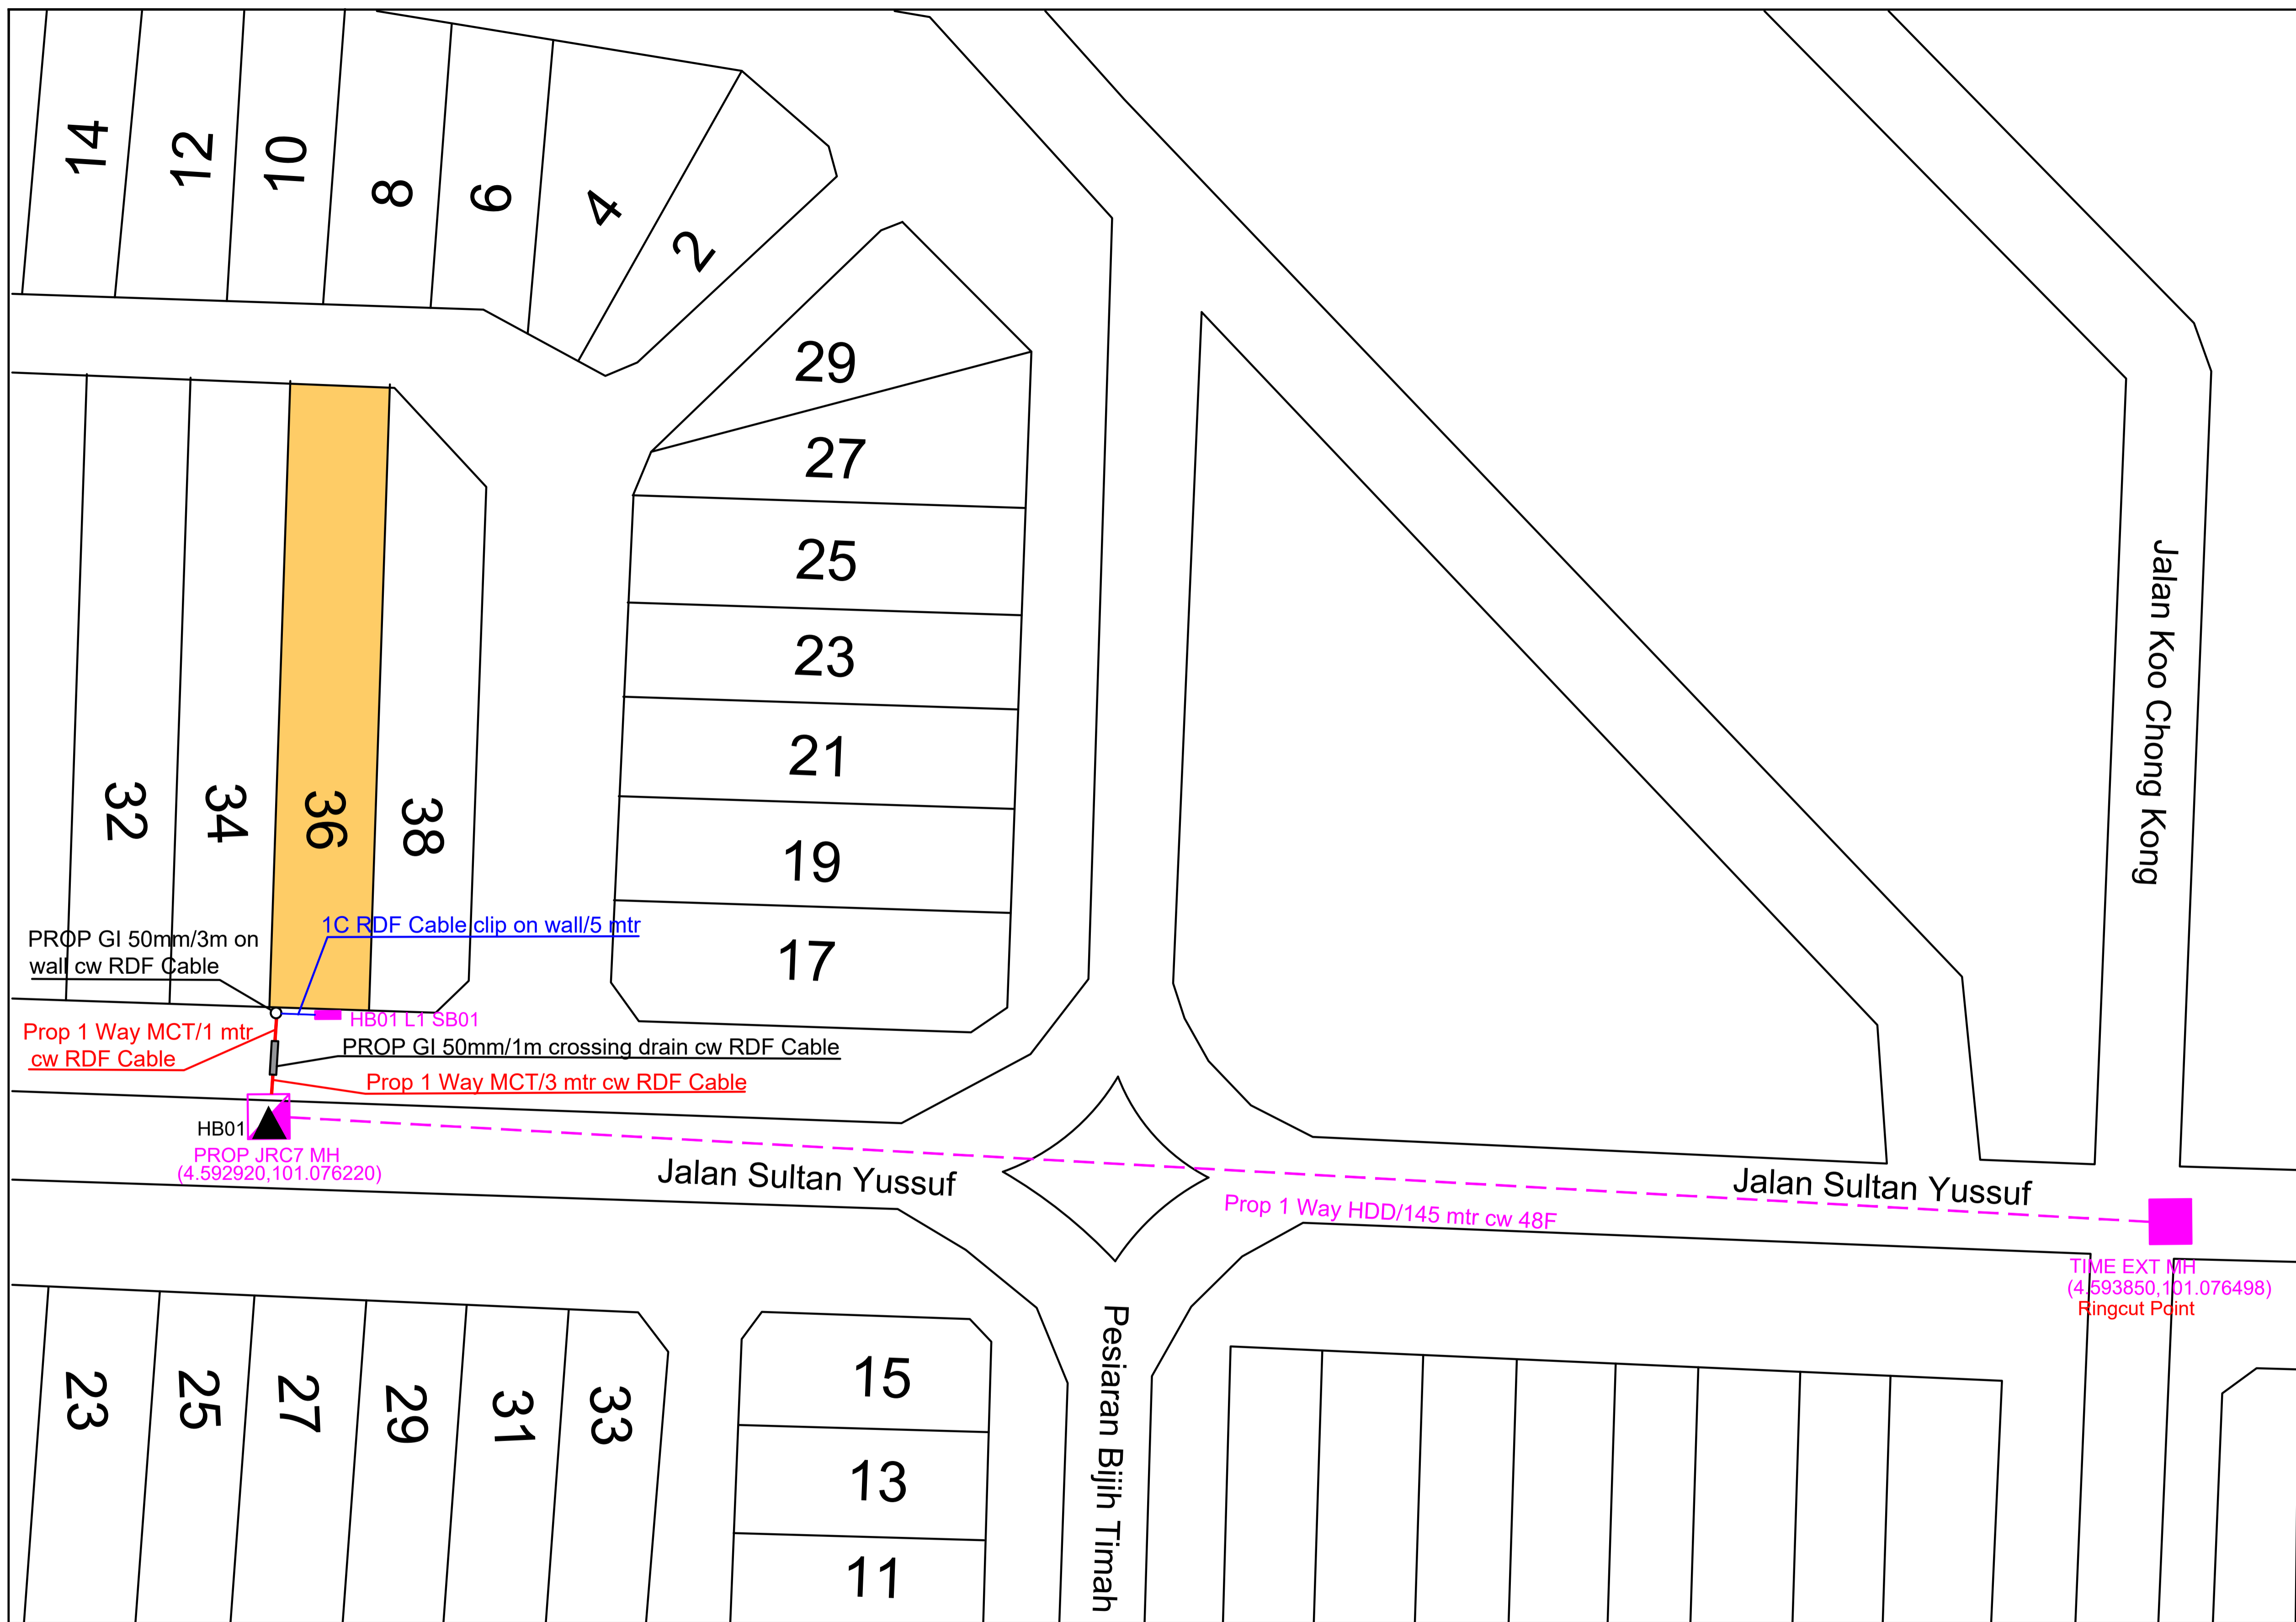 14
12
10
8
6
4
2
29
27
25
23
21
19
17
32
34
36
38
Jalan Koo Chong Kong
PROP GI 50mm/3m on
wall cw RDF Cable
1C RDF Cable clip on wall/5 mtr
HB01 L1 SB01
Prop 1 Way MCT/1 mtr
cw RDF Cable
PROP GI 50mm/1m crossing drain cw RDF Cable
Prop 1 Way MCT/3 mtr cw RDF Cable
HB01
PROP JRC7 MH
(4.592920,101.076220)
Jalan Sultan Yussuf
Jalan Sultan Yussuf
Prop 1 Way HDD/145 mtr cw 48F
TIME EXT MH
(4.593850,101.076498)
Ringcut Point
Pesiaran Bijih Timah
23
25
27
29
31
33
15
13
11